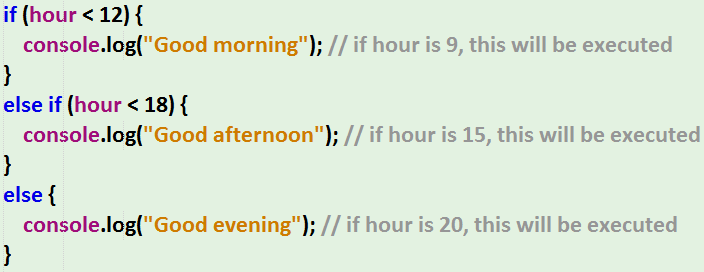 if (hour < 12) {
    console.log("Good morning"); // if hour is 9, this will be executed
}
else if (hour < 18) {
    console.log("Good afternoon"); // if hour is 15, this will be executed
}
else {
    console.log("Good evening"); // if hour is 20, this will be executed
}